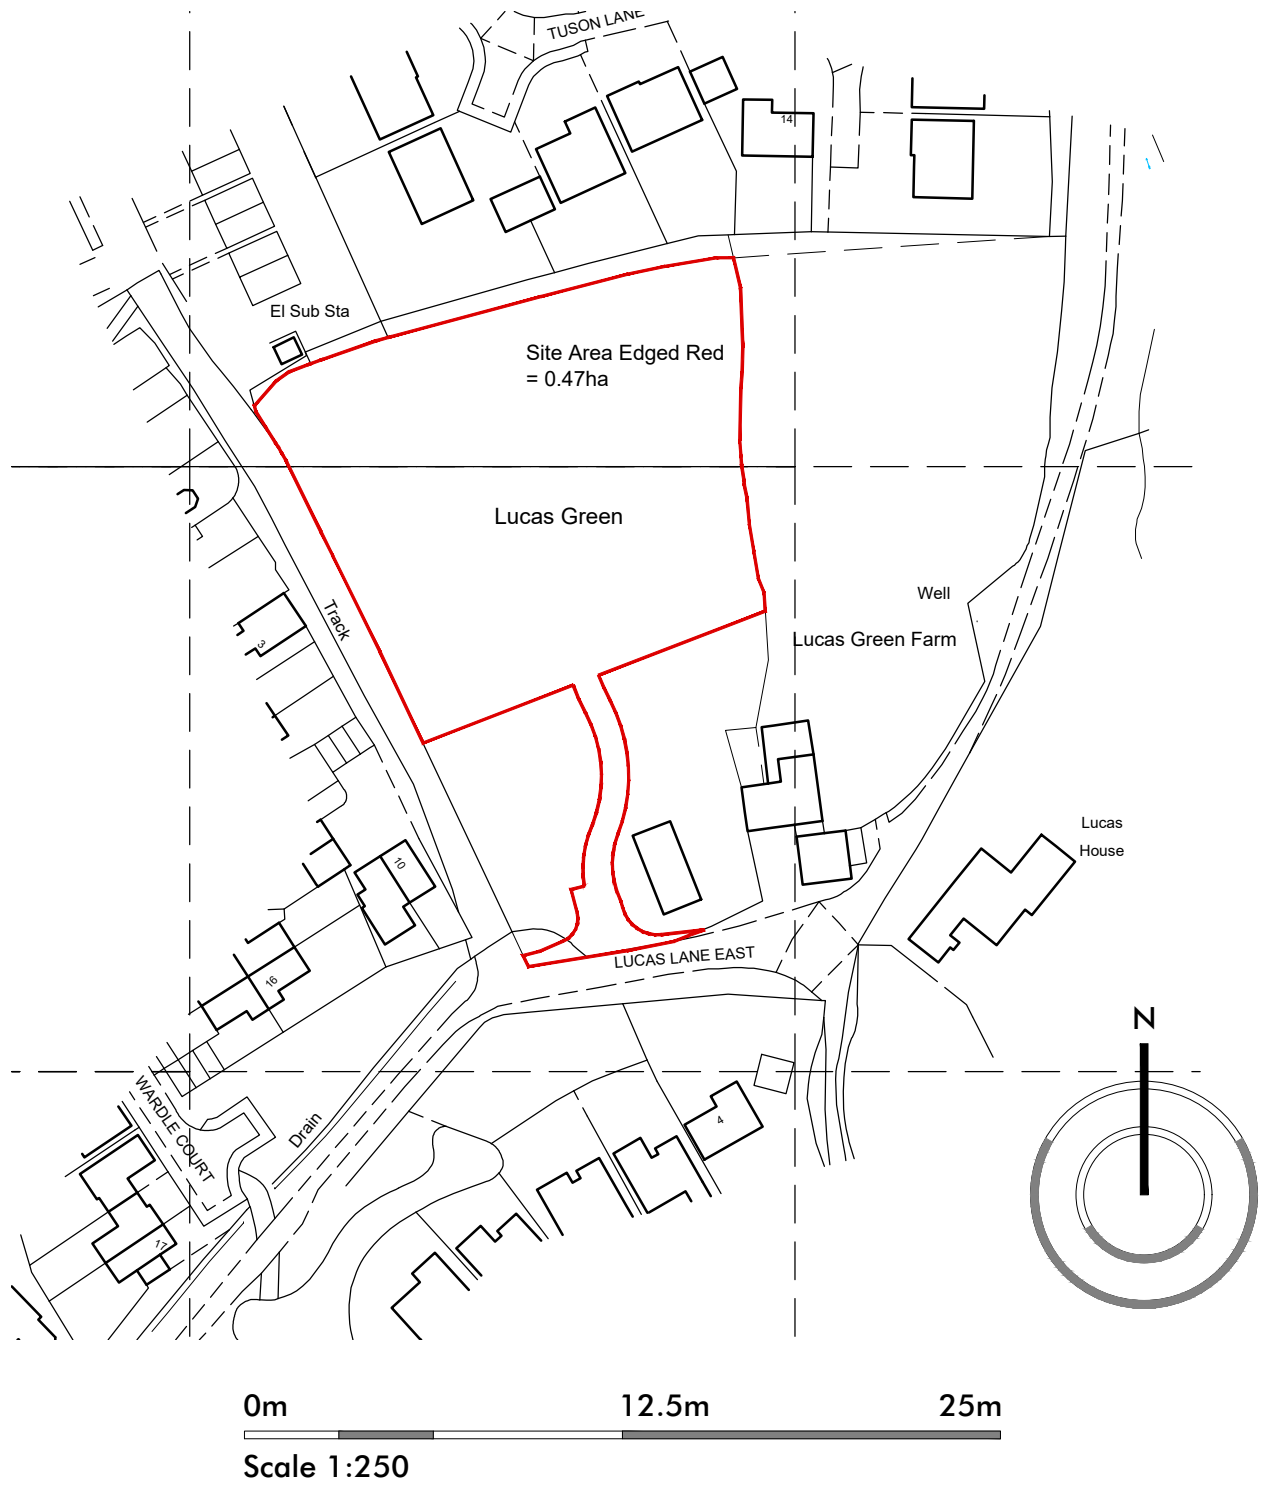 TUSON LANE
14
El Sub Sta
Site Area Edged Red
= 0.47ha
Lucas Green
Well
Track
3
Lucas Green Farm
Lucas
House
10
LUCAS LANE EAST
16
N
WARDLE COURT
Drain
4
17
0m 12.5m 25m
Scale 1:250